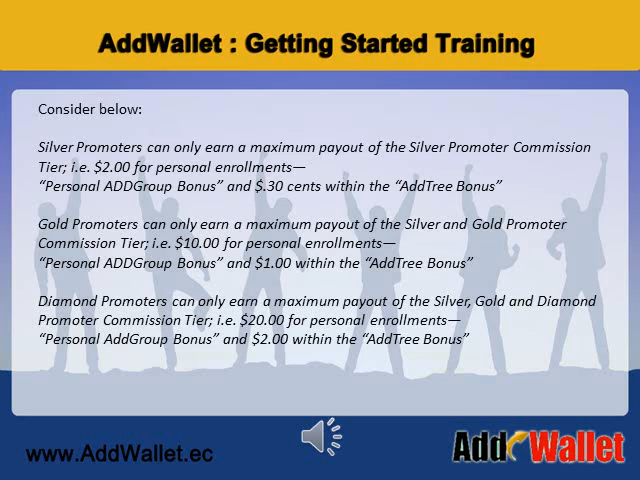 AddWallet : Getting Started Training
Consider below:
Silver Promoters can only earn a maximum payout of the Silver Promoter Commission
Tier; i.e. $2.00 for personal enrollments—
“Personal ADDGroup Bonus” and $.30 cents within the “AddTree Bonus”
Gold Promoters can only earn a maximum payout of the Silver and Gold Promoter
Commission Tier; i.e. $10.00 for personal enrollments—
“Personal ADDGroup Bonus” and $1.00 within the “AddTree Bonus”
Diamond Promoters can only earn a maximum payout of the Silver, Gold and Diamond
Promoter Commission Tier; i.e. $20.00 for personal enrollments—
“Personal AddGroup Bonus” and $2.00 within the “AddTree Bonus”
www.AddWallet.ec
Add Wallet